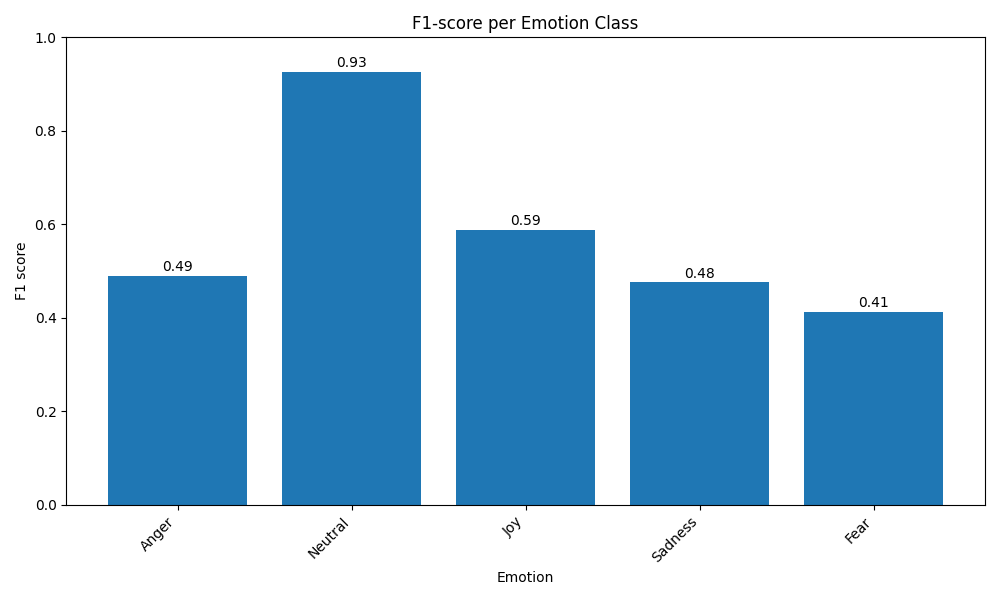 F1-score per Emotion Class
F1 score
1.0
0.8
0.6
0.4
0.2
0.0
0.49
0.93
0.59
0.48
0.41
Anger
Neutral
Joy
Sadness
Fear
Emotion